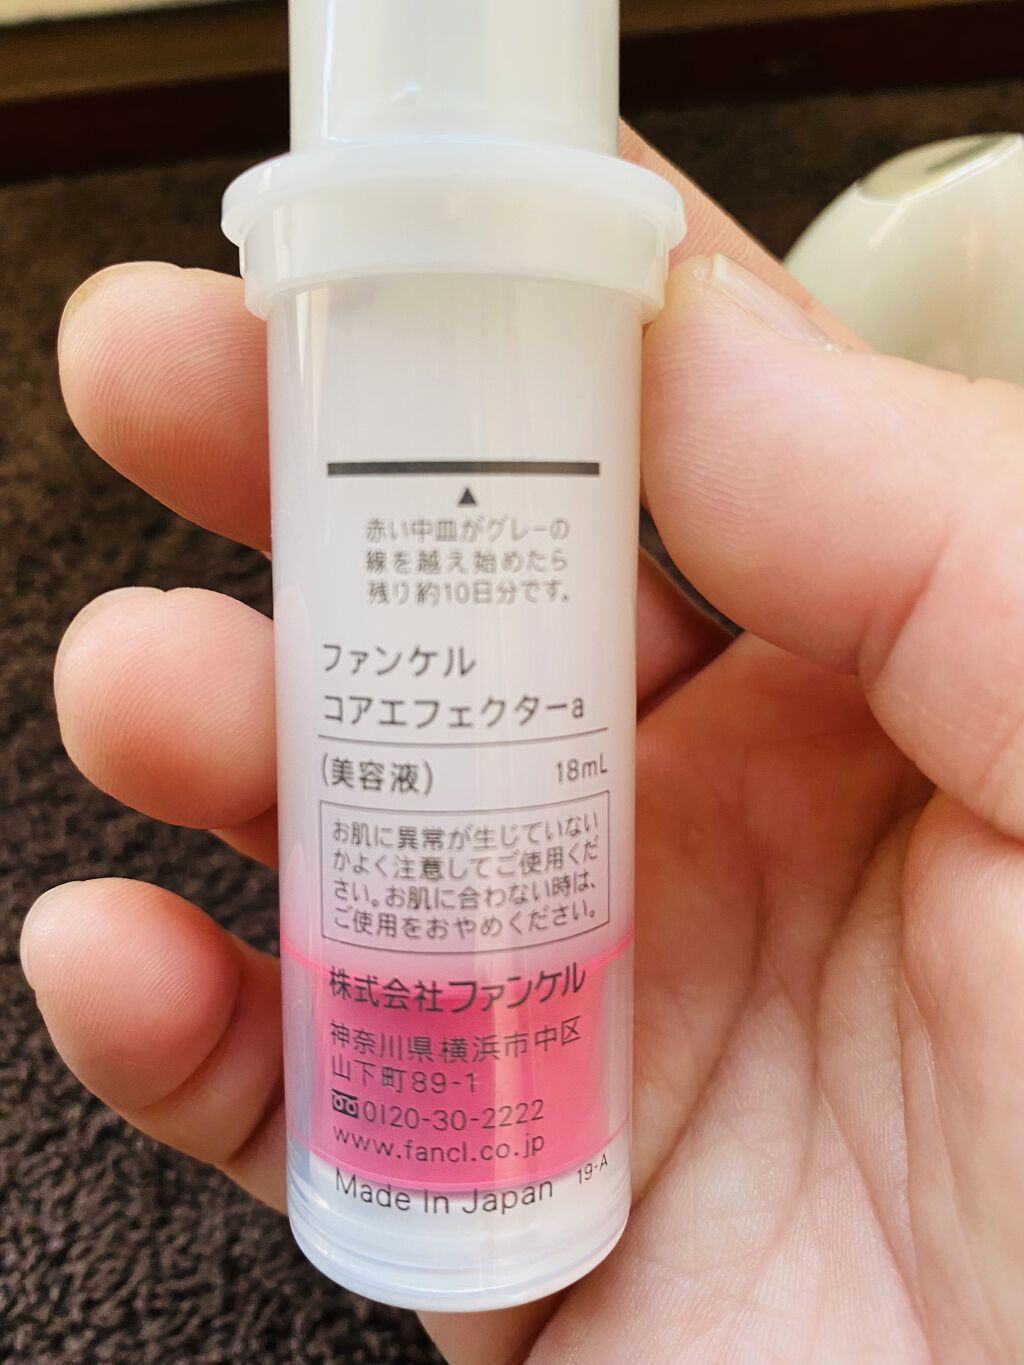 ▲
赤い中皿がグレーの
線を越え始めたら
残り約10日分です。
ファンケル
コアエフェクターa
(美容液) 18mL
お肌に異常が生じていない
かよく注意してご使用くだ
さい。お肌に合わない時は、
ご使用をおやめください。
株式会社ファンケル
神奈川県横浜市中区
山下町89-1
0120-30-2222
www.fancl.co.jp
Made In Japan 19-A